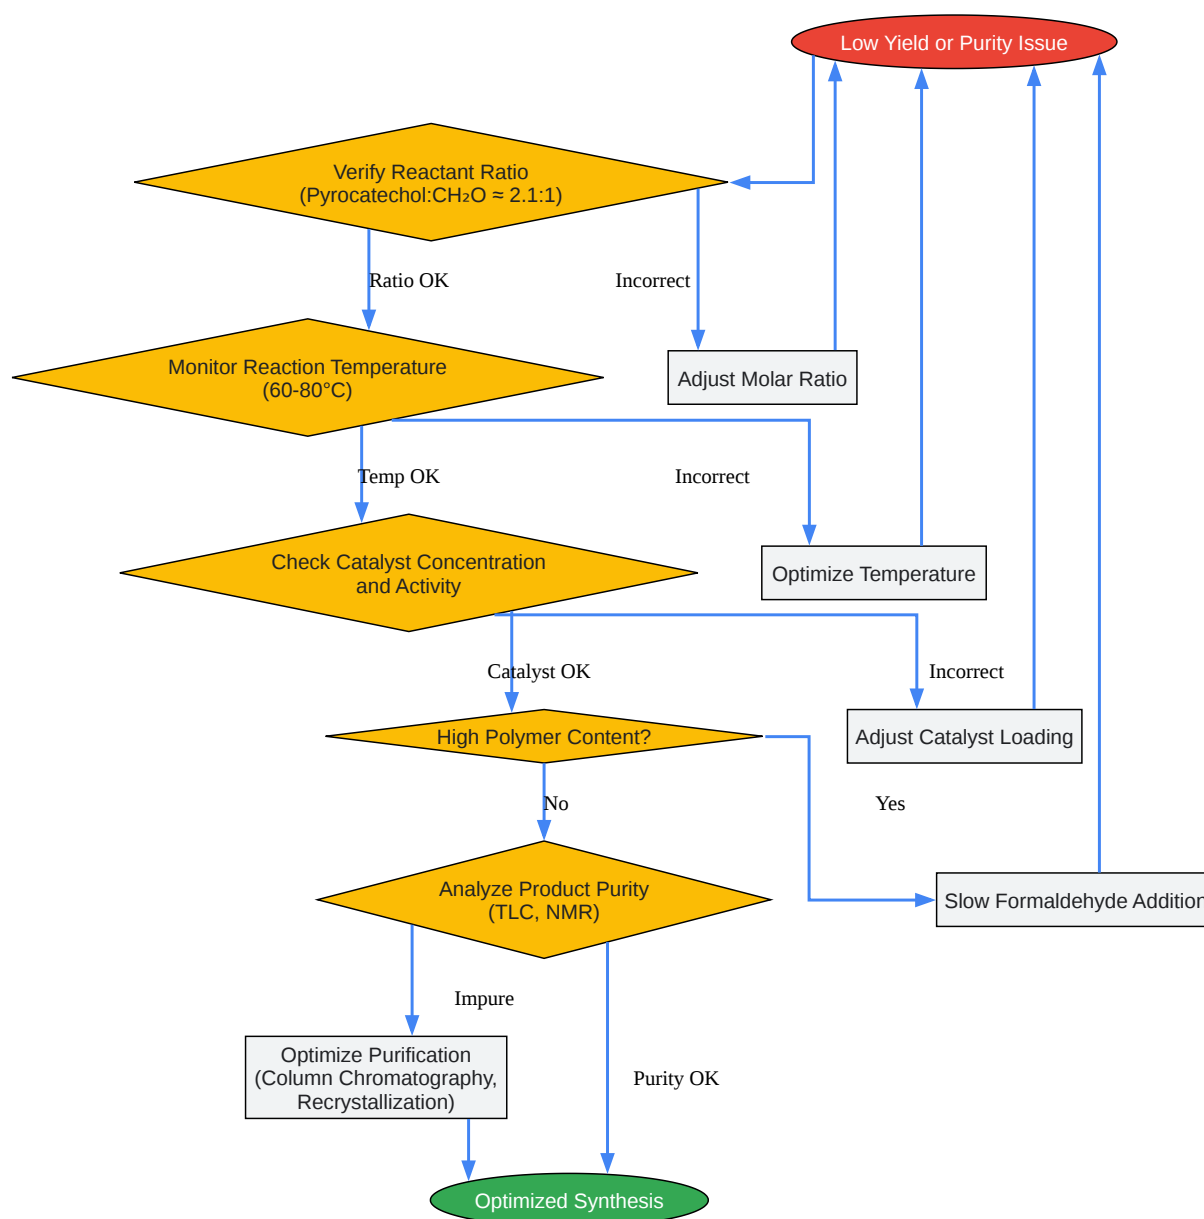 Low Yield or Purity Issue
Verify Reactant Ratio
(Pyrocatechol:CH₂O ≈ 2.1:1)
Ratio OK
Incorrect
Monitor Reaction Temperature
(60-80°C)
Adjust Molar Ratio
Temp OK
Incorrect
Check Catalyst Concentration
and Activity
Optimize Temperature
Catalyst OK
Incorrect
High Polymer Content?
Adjust Catalyst Loading
No
Yes
Analyze Product Purity
(TLC, NMR)
Slow Formaldehyde Addition
Impure
Optimize Purification
(Column Chromatography,
Recrystallization)
Purity OK
Optimized Synthesis